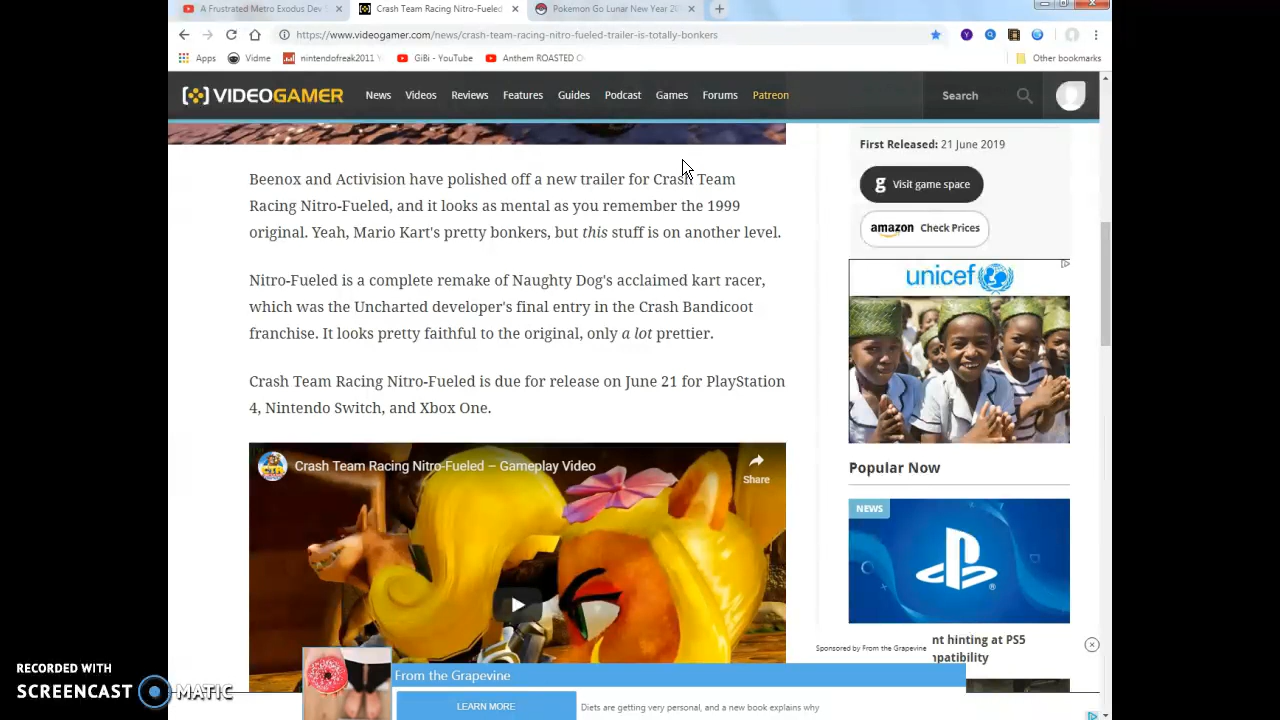 A Frustrated Metro Exodus Dev
Crash Team Racing Nitro-Fueled
Pokemon Go Lunar New Year
https://www.videogamer.com/news/crash-team-racing-nitro-fueled-trailer-is-totally-bonkers
Apps
Vidme
nintendofreak2011
GiBi - YouTube
Anthem ROASTED
Other bookmarks
VIDEOGAMER
News
Videos
Reviews
Features
Guides
Podcast
Games
Forums
Patreon
Search
Beenox and Activision have polished off a new trailer for Crash Team
Racing Nitro-Fueled, and it looks as mental as you remember the 1999
original. Yeah, Mario Kart's pretty bonkers, but this stuff is on another level.
Nitro-Fueled is a complete remake of Naughty Dog's acclaimed kart racer,
which was the Uncharted developer's final entry in the Crash Bandicoot
franchise. It looks pretty faithful to the original, only a lot prettier.
Crash Team Racing Nitro-Fueled is due for release on June 21 for PlayStation
4, Nintendo Switch, and Xbox One.
Crash Team Racing Nitro-Fueled – Gameplay Video
Share
First Released: 21 June 2019
g Visit game space
amazon Check Prices
unicef
Popular Now
NEWS
nt hinting at PS5
Sponsored by From the Grapevine
From the Grapevine
LEARN MORE
Diets are getting very personal, and a new book explains why
RECORDED WITH
SCREENCAST MATIC